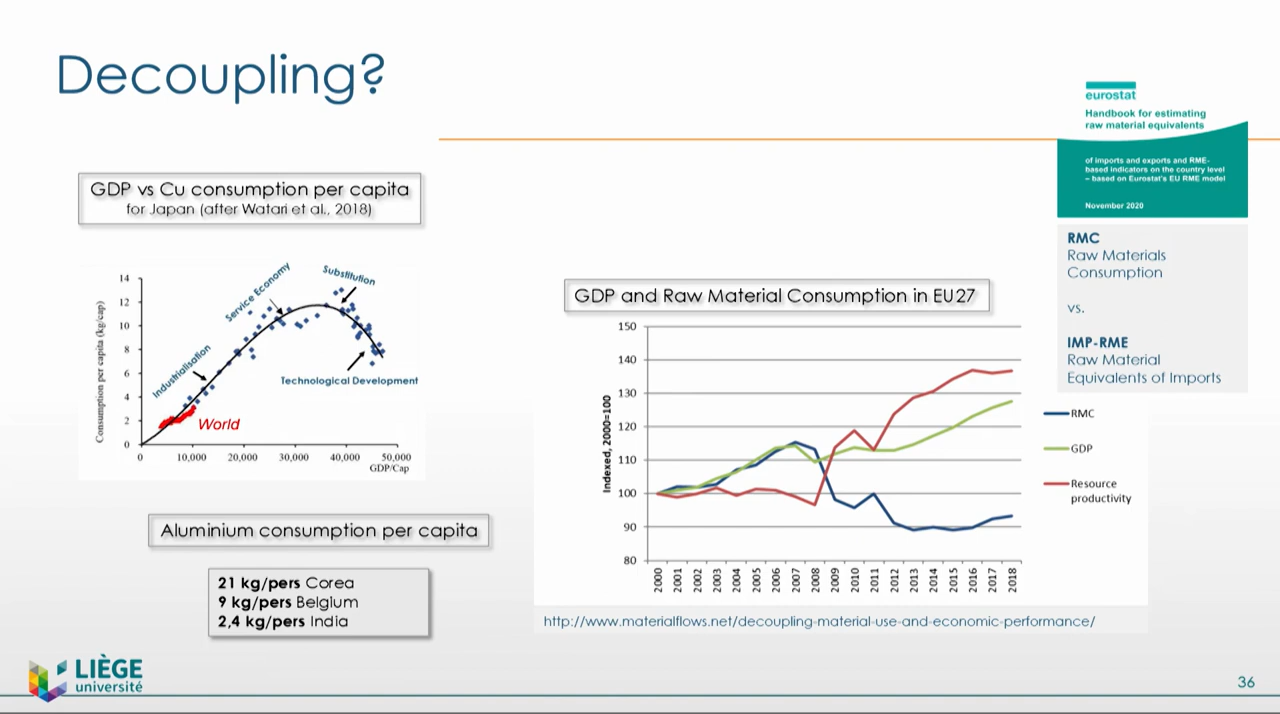 Decoupling?
eurostat
Handbook for estimating
raw material equivalents
of imports and exports and RME-
based indicators on the country level
– based on Eurostat's EU RME model
November 2020
GDP vs Cu consumption per capita
for Japan (after Watari et al., 2018)
RMC
Raw Materials
Consumption
vs.
IMP-RME
Raw Material
Equivalents of Imports
Consumption per capita (kg/cap)
14
12
10
8
6
4
2
0
Industrialisation
Service Economy
Substitution
Technological Development
World
0
10,000
20,000
30,000
40,000
50,000
GDP/Cap
GDP and Raw Material Consumption in EU27
Indexed, 2000=100
150
140
130
120
110
100
90
80
2000
2001
2002
2003
2004
2005
2006
2007
2008
2009
2010
2011
2012
2013
2014
2015
2016
2017
2018
RMC
GDP
Resource
productivity
Aluminium consumption per capita
21 kg/pers Corea
9 kg/pers Belgium
2,4 kg/pers India
http://www.materialflows.net/decoupling-material-use-and-economic-performance/
LIÈGE
université
36